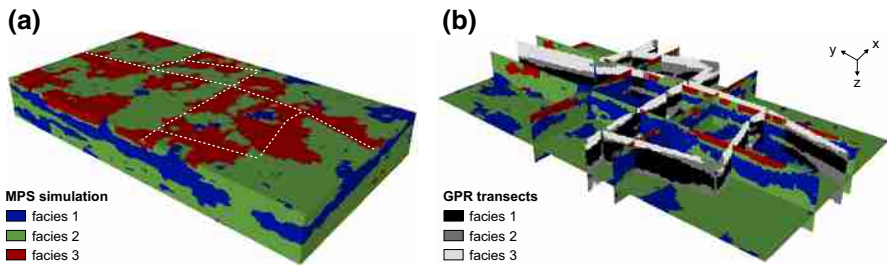 (a)
MPS simulation
facies 1
facies 2
facies 3
(b)
y
x
z
GPR transects
facies 1
facies 2
facies 3